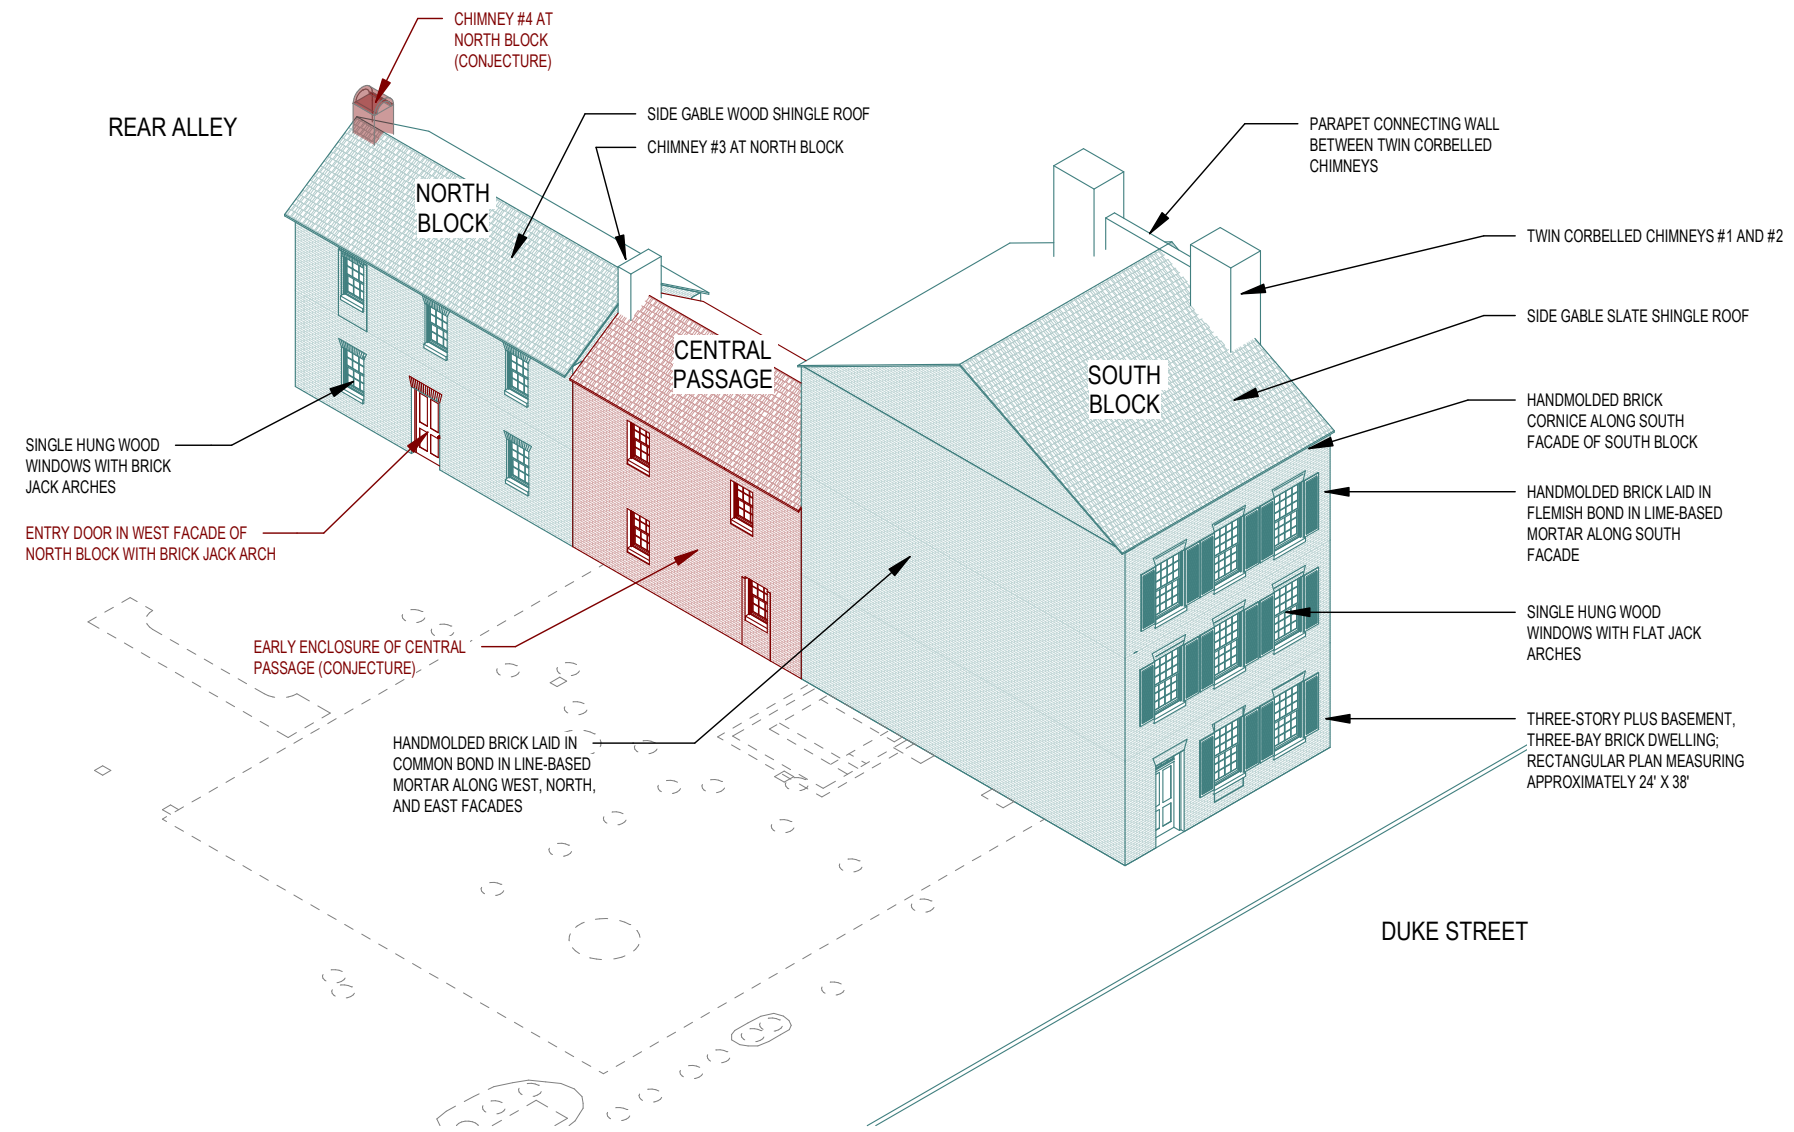 CHIMNEY #4 AT
NORTH BLOCK
(CONJECTURE)
REAR ALLEY
SIDE GABLE WOOD SHINGLE ROOF
CHIMNEY #3 AT NORTH BLOCK
PARAPET CONNECTING WALL
BETWEEN TWIN CORBELLED
CHIMNEYS
NORTH
BLOCK
TWIN CORBELLED CHIMNEYS #1 AND #2
SIDE GABLE SLATE SHINGLE ROOF
CENTRAL
PASSAGE
SOUTH
BLOCK
HANDMOLDED BRICK
CORNICE ALONG SOUTH
FACADE OF SOUTH BLOCK
SINGLE HUNG WOOD
WINDOWS WITH BRICK
JACK ARCHES
HANDMOLDED BRICK LAID IN
FLEMISH BOND IN LIME-BASED
MORTAR ALONG SOUTH
FACADE
ENTRY DOOR IN WEST FACADE OF
NORTH BLOCK WITH BRICK JACK ARCH
SINGLE HUNG WOOD
WINDOWS WITH FLAT JACK
ARCHES
EARLY ENCLOSURE OF CENTRAL
PASSAGE (CONJECTURE)
THREE-STORY PLUS BASEMENT,
THREE-BAY BRICK DWELLING;
RECTANGULAR PLAN MEASURING
APPROXIMATELY 24' X 38'
HANDMOLDED BRICK LAID IN
COMMON BOND IN LINE-BASED
MORTAR ALONG WEST, NORTH,
AND EAST FACADES
DUKE STREET